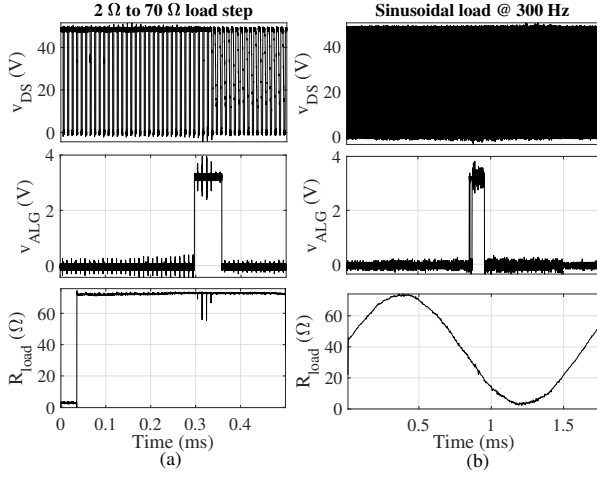 2 Ω to 70 Ω load step
Sinusoidal load @ 300 Hz
v_DS (V)
40
20
0
v_DS (V)
40
20
0
v_ALG (V)
4
2
0
v_ALG (V)
4
2
0
R_load (Ω)
60
40
20
0
0 0.1 0.2 0.3 0.4
Time (ms)
(a)
R_load (Ω)
60
40
20
0
0.5 1 1.5
Time (ms)
(b)